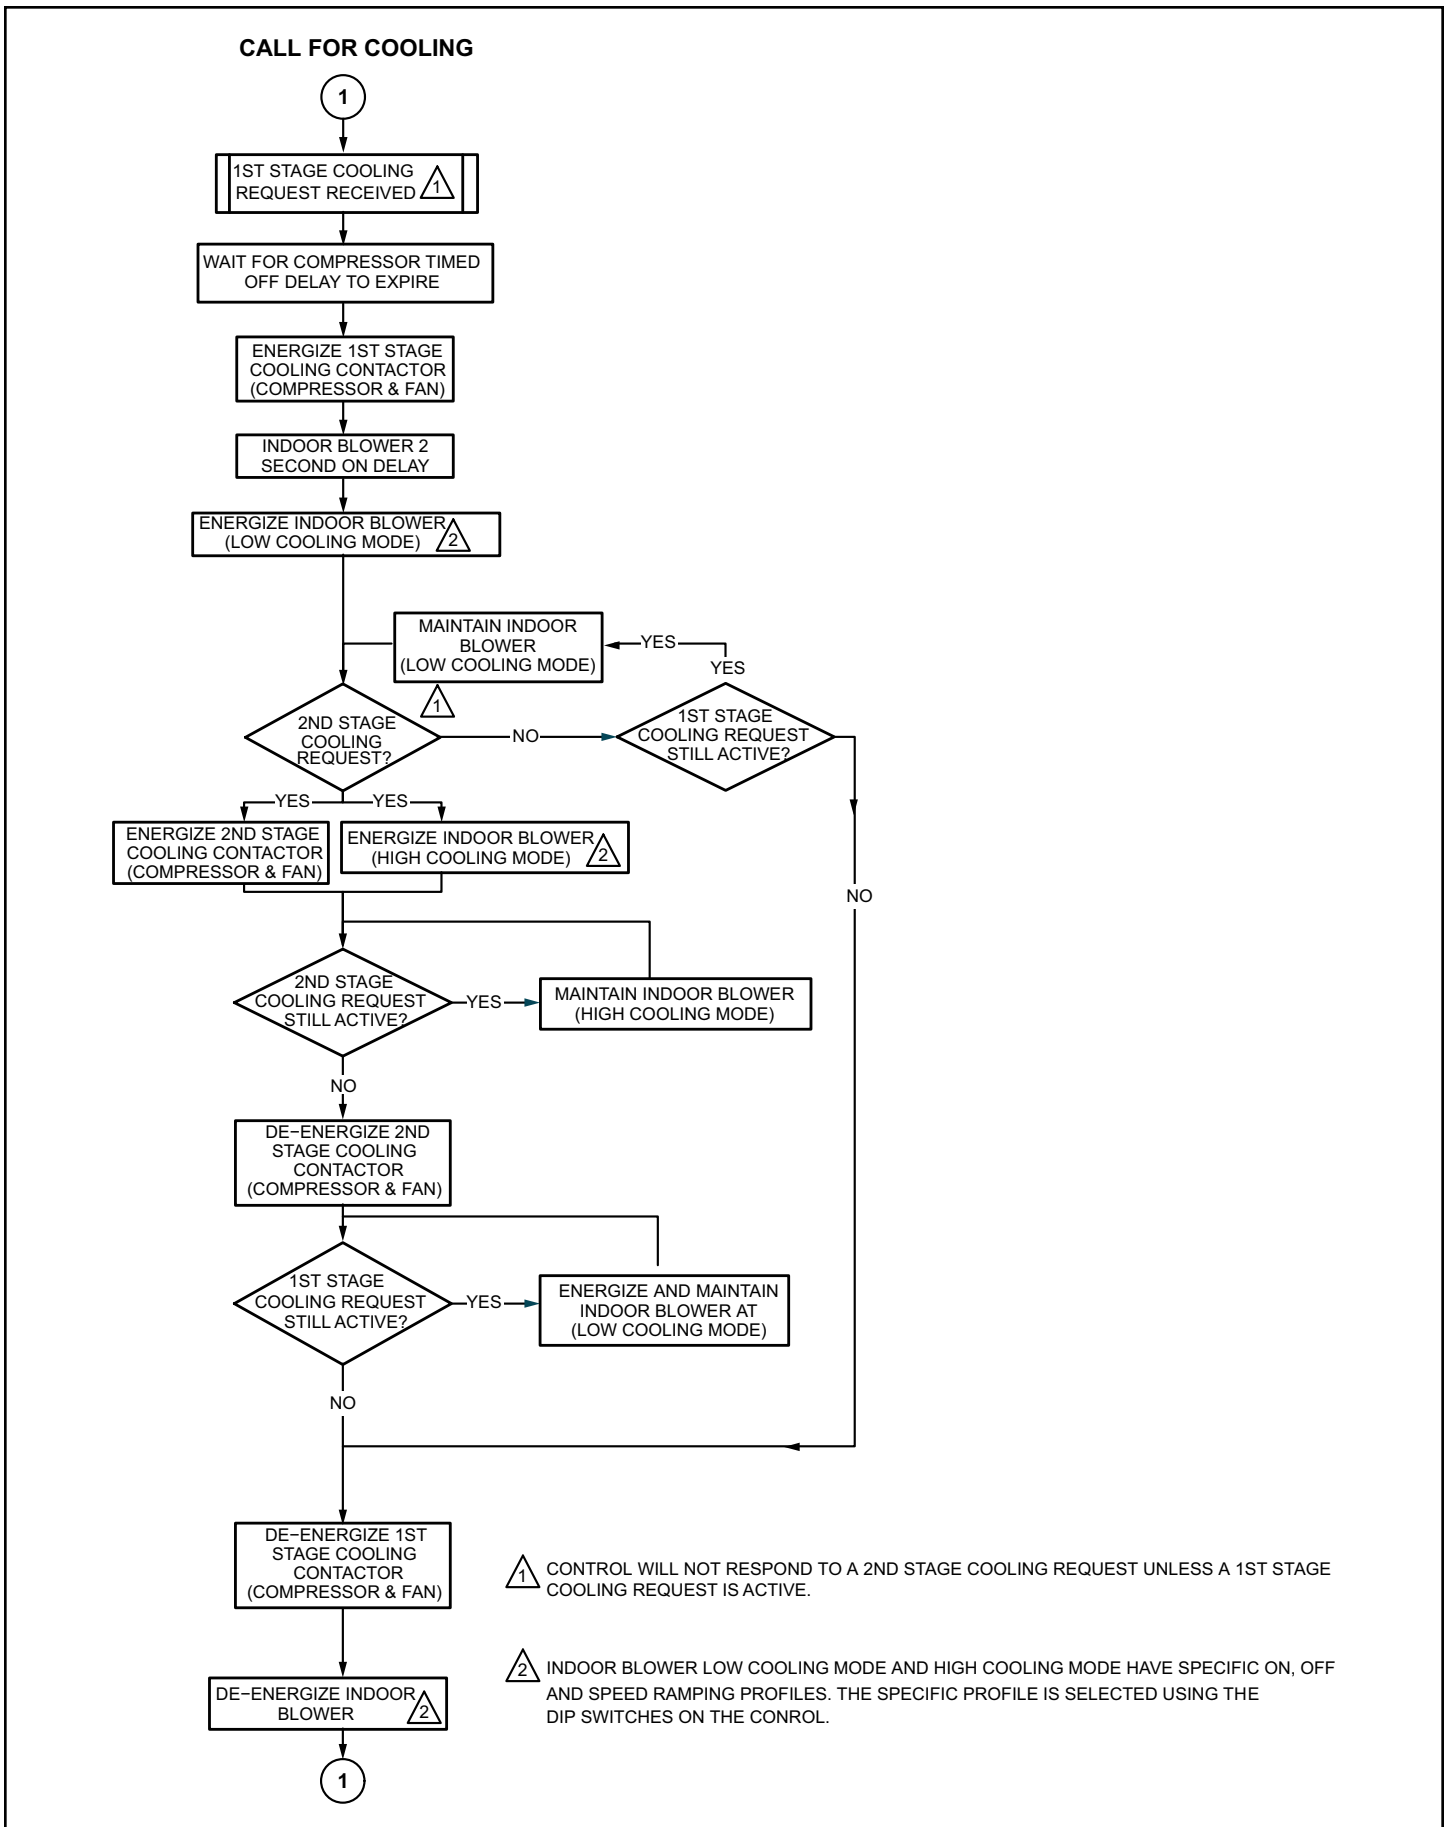 CALL FOR COOLING
1
1ST STAGE COOLING
REQUEST RECEIVED 1
WAIT FOR COMPRESSOR TIMED
OFF DELAY TO EXPIRE
ENERGIZE 1ST STAGE
COOLING CONTACTOR
(COMPRESSOR & FAN)
INDOOR BLOWER 2
SECOND ON DELAY
ENERGIZE INDOOR BLOWER
(LOW COOLING MODE) 2
MAINTAIN INDOOR
BLOWER
(LOW COOLING MODE)
YES
YES
1
2ND STAGE
COOLING
REQUEST?
NO
1ST STAGE
COOLING REQUEST
STILL ACTIVE?
YES
YES
ENERGIZE 2ND STAGE
COOLING CONTACTOR
(COMPRESSOR & FAN)
ENERGIZE INDOOR BLOWER
(HIGH COOLING MODE) 2
NO
2ND STAGE
COOLING REQUEST
STILL ACTIVE?
YES
MAINTAIN INDOOR BLOWER
(HIGH COOLING MODE)
NO
DE−ENERGIZE 2ND
STAGE COOLING
CONTACTOR
(COMPRESSOR & FAN)
1ST STAGE
COOLING REQUEST
STILL ACTIVE?
YES
ENERGIZE AND MAINTAIN
INDOOR BLOWER AT
(LOW COOLING MODE)
NO
DE−ENERGIZE 1ST
STAGE COOLING
CONTACTOR
(COMPRESSOR & FAN)
DE−ENERGIZE INDOOR
BLOWER 2
1
1 CONTROL WILL NOT RESPOND TO A 2ND STAGE COOLING REQUEST UNLESS A 1ST STAGE
COOLING REQUEST IS ACTIVE.
2 INDOOR BLOWER LOW COOLING MODE AND HIGH COOLING MODE HAVE SPECIFIC ON, OFF
AND SPEED RAMPING PROFILES. THE SPECIFIC PROFILE IS SELECTED USING THE
DIP SWITCHES ON THE CONROL.